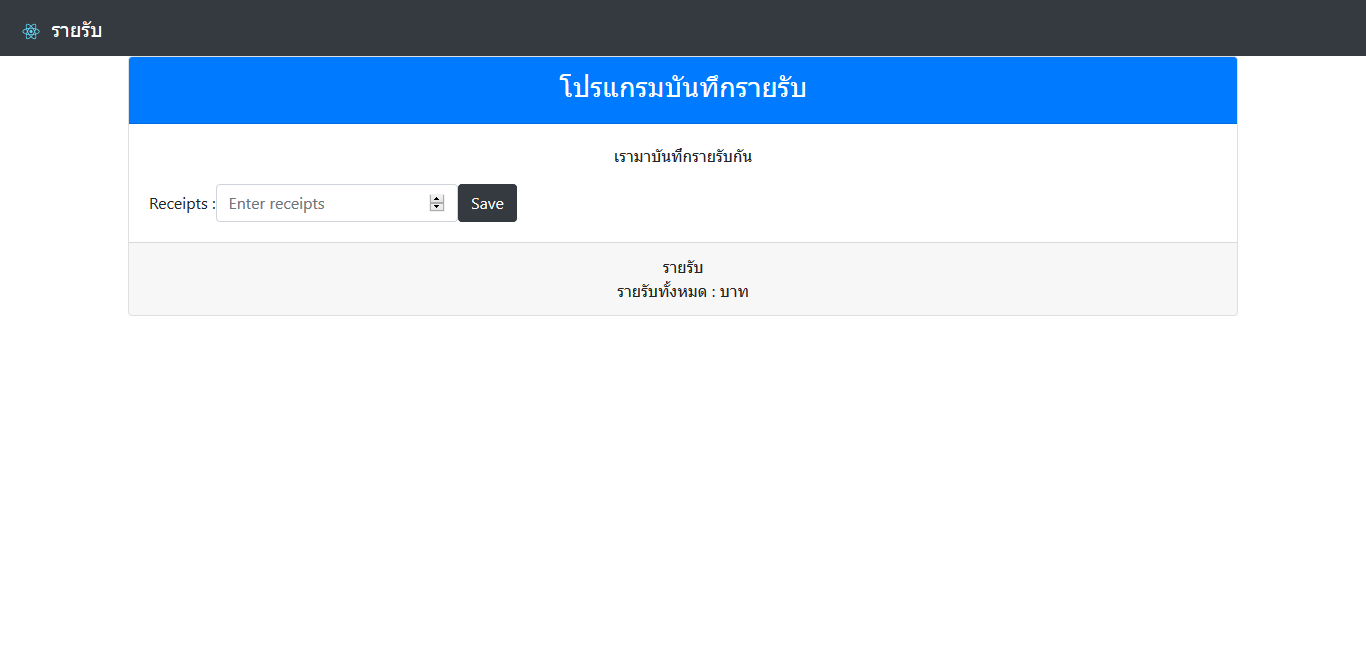 รายรับ
โปรแกรมบันทึกรายรับ
เรามาบันทึกรายรับกัน
Receipts : Enter receipts Save
รายรับ
รายรับทั้งหมด : บาท